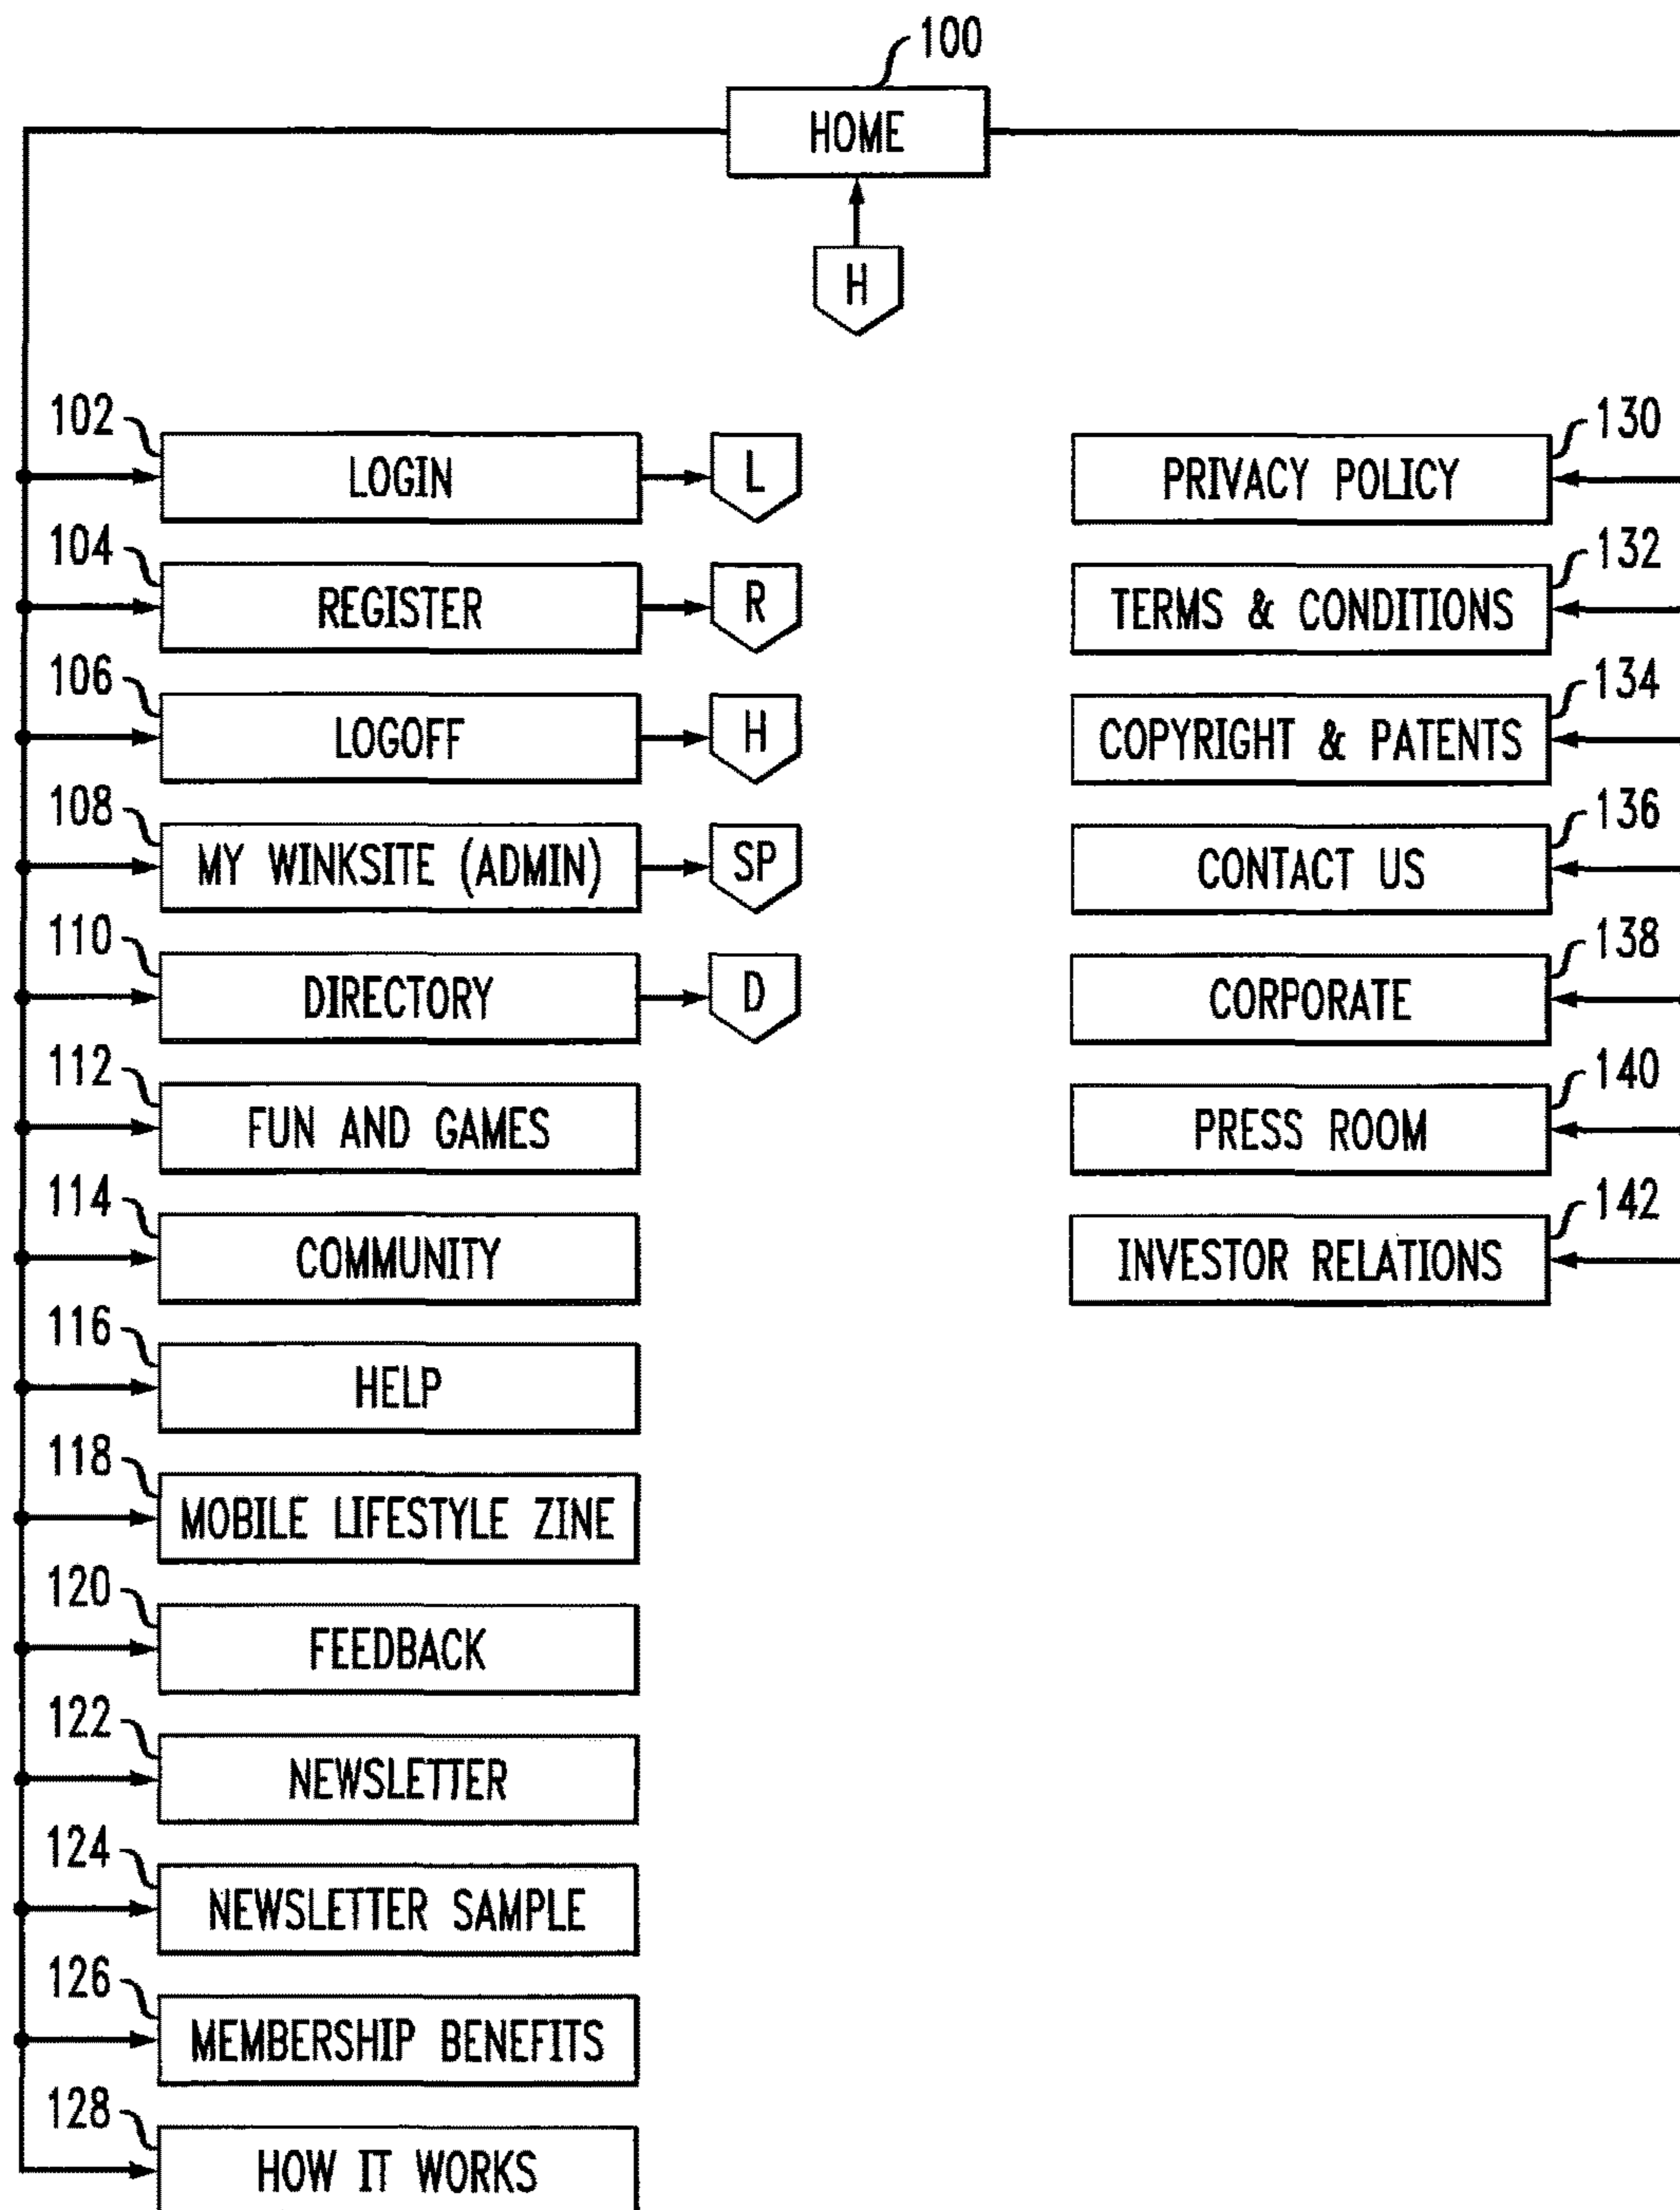 100
HOME
H
102
LOGIN
L
104
REGISTER
R
106
LOGOFF
H
108
MY WINKSITE (ADMIN)
SP
110
DIRECTORY
D
112
FUN AND GAMES
114
COMMUNITY
116
HELP
118
MOBILE LIFESTYLE ZINE
120
FEEDBACK
122
NEWSLETTER
124
NEWSLETTER SAMPLE
126
MEMBERSHIP BENEFITS
128
HOW IT WORKS
130
PRIVACY POLICY
132
TERMS & CONDITIONS
134
COPYRIGHT & PATENTS
136
CONTACT US
138
CORPORATE
140
PRESS ROOM
142
INVESTOR RELATIONS